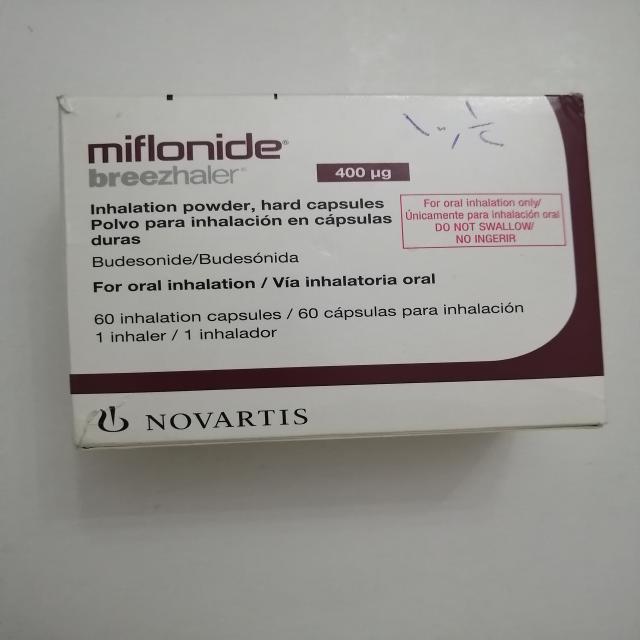 miflonide®
breezhaler®
400 µg
Inhalation powder, hard capsules
Polvo para inhalación en cápsulas
duras
For oral inhalation only/
Únicamente para inhalación oral
DO NOT SWALLOW/
NO INGERIR
Budesonide/Budesónida
For oral inhalation / Vía inhalatoria oral
60 inhalation capsules / 60 cápsulas para inhalación
1 inhaler / 1 inhalador
NOVARTIS